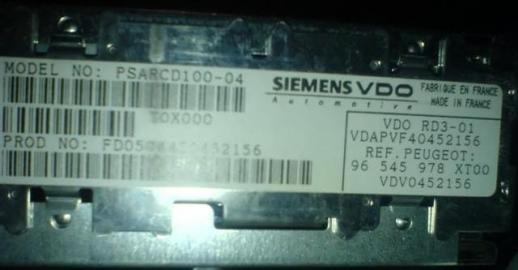 MODEL NO: PSARCD100-04
TOX000
PROD NO:
SIEMENS VDO
Automotive
FABRIQUE EN FRANCE
MADE IN FRANCE
VDO RD3-01
VDAPVF40452156
REF. PEUGEOT:
96 545 978 XT00
VDV0452156